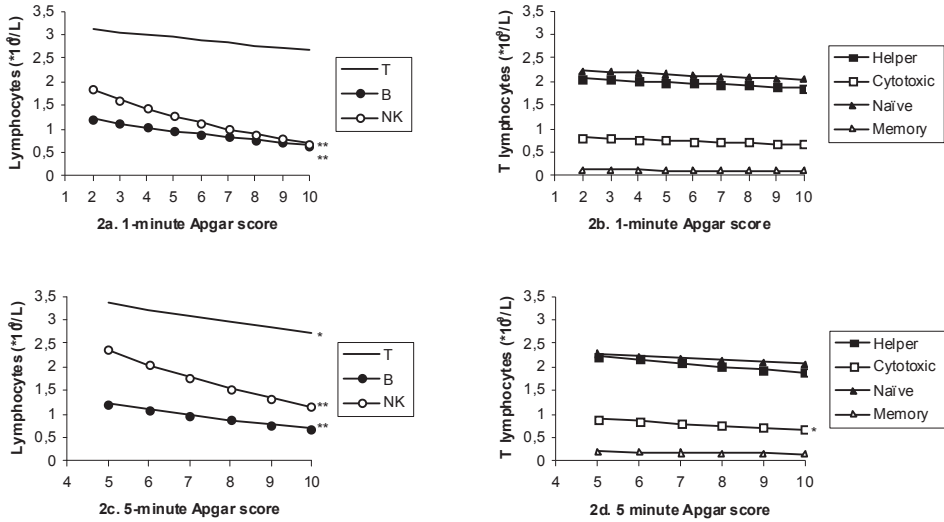 Lymphocytes (*10⁹/L)
3,5
3
2,5
2
1,5
1
0,5
0
1 2 3 4 5 6 7 8 9 10
**
**
T
B
NK
2a. 1-minute Apgar score
T lymphocytes (*10⁹/L)
3,5
3
2,5
2
1,5
1
0,5
0
1 2 3 4 5 6 7 8 9 10
Helper
Cytotoxic
Naïve
Memory
2b. 1-minute Apgar score
Lymphocytes (*10⁹/L)
3,5
3
2,5
2
1,5
1
0,5
0
4 5 6 7 8 9 10
*
**
**
T
B
NK
2c. 5-minute Apgar score
T lymphocytes (*10⁹/L)
3,5
3
2,5
2
1,5
1
0,5
0
4 5 6 7 8 9 10
*
Helper
Cytotoxic
Naïve
Memory
2d. 5 minute Apgar score